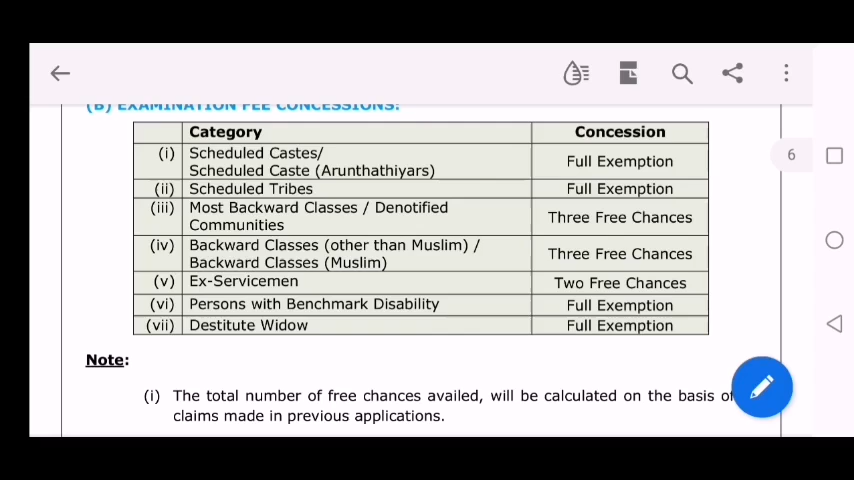 (B) EXAMINATION FEE CONCESSIONS:
Category Concession
(i) Scheduled Castes/
Scheduled Caste (Arunthathiyars) Full Exemption
(ii) Scheduled Tribes Full Exemption
(iii) Most Backward Classes / Denotified
Communities Three Free Chances
(iv) Backward Classes (other than Muslim) /
Backward Classes (Muslim) Three Free Chances
(v) Ex-Servicemen Two Free Chances
(vi) Persons with Benchmark Disability Full Exemption
(vii) Destitute Widow Full Exemption
6
Note:
(i) The total number of free chances availed, will be calculated on the basis of
claims made in previous applications.